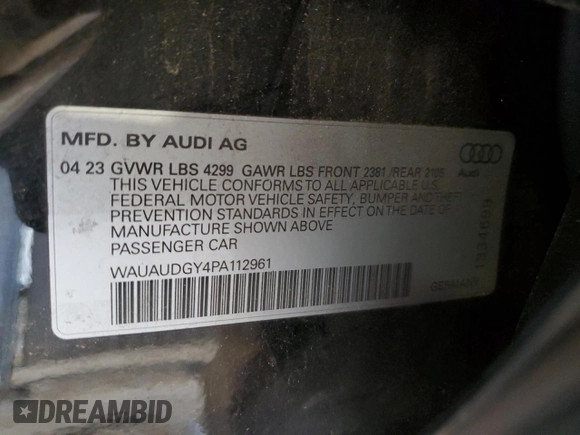 MFD. BY AUDI AG
04 23 GVWR LBS 4299 GAWR LBS FRONT 2381 /REAR 2105
THIS VEHICLE CONFORMS TO ALL APPLICABLE U.S.
FEDERAL MOTOR VEHICLE SAFETY, BUMPER AND THEFT
PREVENTION STANDARDS IN EFFECT ON THE DATE OF
MANUFACTURE SHOWN ABOVE
PASSENGER CAR
WAUAUDGY4PA112961
GERMANY
1334699
DREAMBID